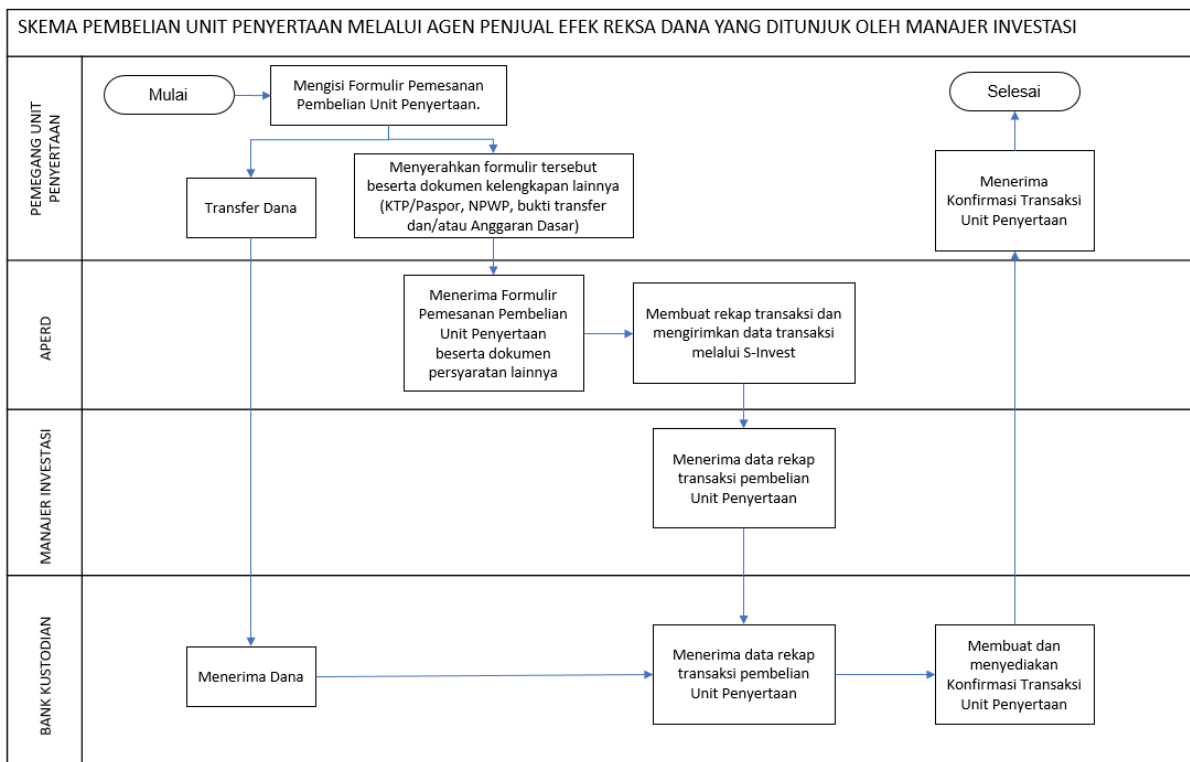 SKEMA PEMBELIAN UNIT PENYERTAAN MELALUI AGEN PENJUAL EFEK REKSA DANA YANG DITUNJUK OLEH MANAJER INVESTASI
PEMEGANG UNIT
PENYERTAAN
Mulai
Mengisi Formulir Pemesanan
Pembelian Unit Penyertaan.
Selesai
Transfer Dana
Menyerahkan formulir tersebut
beserta dokumen kelengkapan lainnya
(KTP/Paspor, NPWP, bukti transfer
dan/atau Anggaran Dasar)
Menerima
Konfirmasi Transaksi
Unit Penyertaan
APERD
Menerima Formulir
Pemesanan Pembelian
Unit Penyertaan
beserta dokumen
persyaratan lainnya
Membuat rekap transaksi dan
mengirimkan data transaksi
melalui S-Invest
MANAJER INVESTASI
Menerima data rekap
transaksi pembelian
Unit Penyertaan
BANK KUSTODIAN
Menerima Dana
Menerima data rekap
transaksi pembelian
Unit Penyertaan
Membuat dan
menyediakan
Konfirmasi Transaksi
Unit Penyertaan